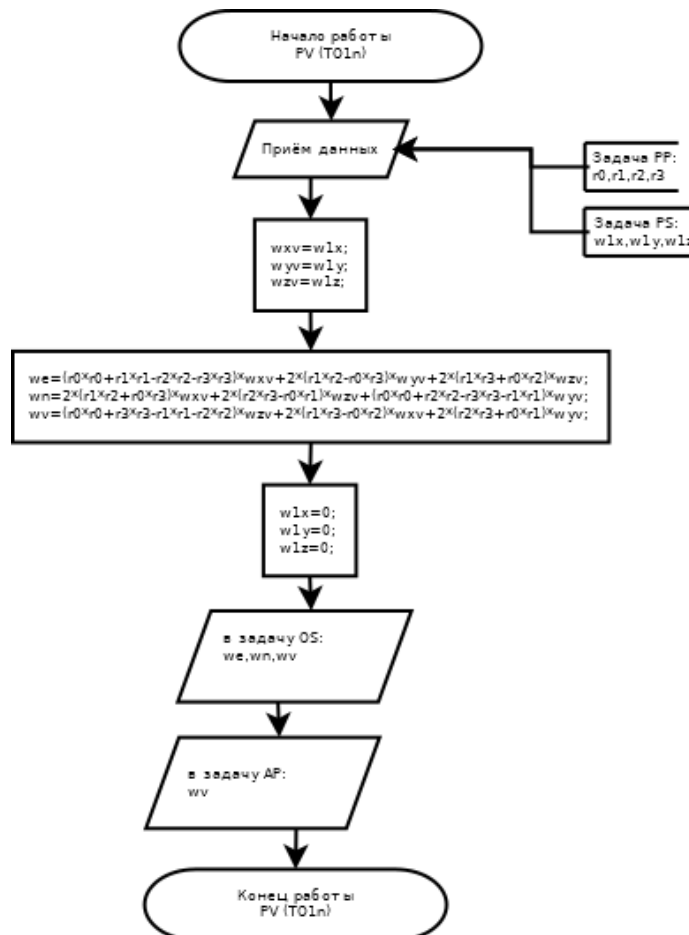 Начало работы
PV (T01n)
Приём данных
Задача PP:
r0,r1,r2,r3
Задача PS:
w1x,w1y,w1z
wxv=w1x;
wyv=w1y;
wzv=w1z;
we=(r0*r0+r1*r1-r2*r2-r3*r3)*wxv+2*(r1*r2-r0*r3)*wyv+2*(r1*r3+r0*r2)*wzv;
wn=2*(r1*r2+r0*r3)*wxv+2*(r2*r3-r0*r1)*wzv+(r0*r0+r2*r2-r3*r3-r1*r1)*wyv;
wv=(r0*r0+r3*r3-r1*r1-r2*r2)*wzv+2*(r1*r3-r0*r2)*wxv+2*(r2*r3+r0*r1)*wyv;
w1x=0;
w1y=0;
w1z=0;
в задачу OS:
we,wn,wv
в задачу AP:
wv
Конец работы
PV (T01n)